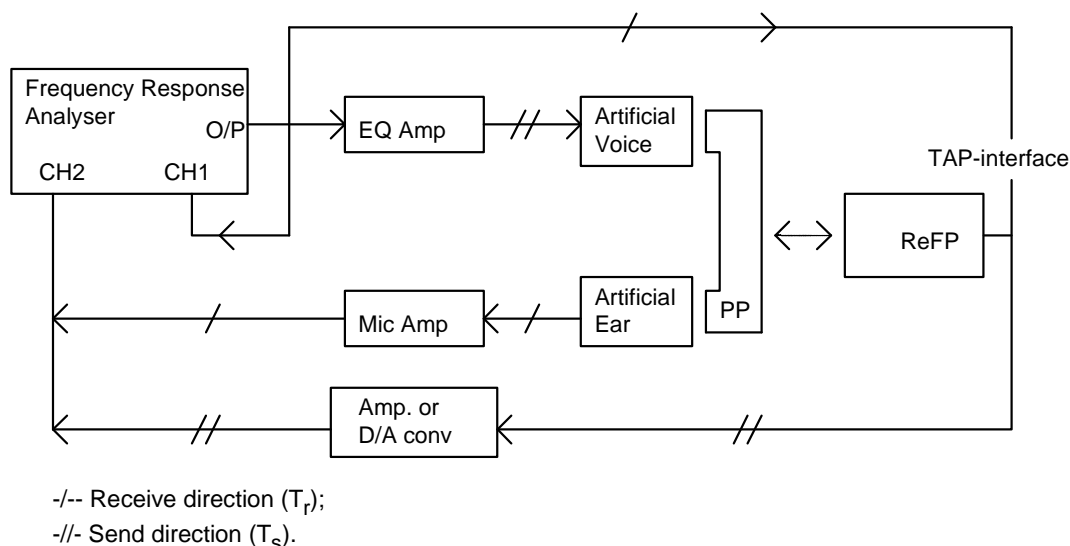 Frequency Response
Analyser
O/P
CH2
CH1
EQ Amp
Artificial
Voice
TAP-interface
ReFP
Mic Amp
Artificial
Ear
PP
Amp. or
D/A conv
-/-- Receive direction (Tr);
-//- Send direction (Ts).